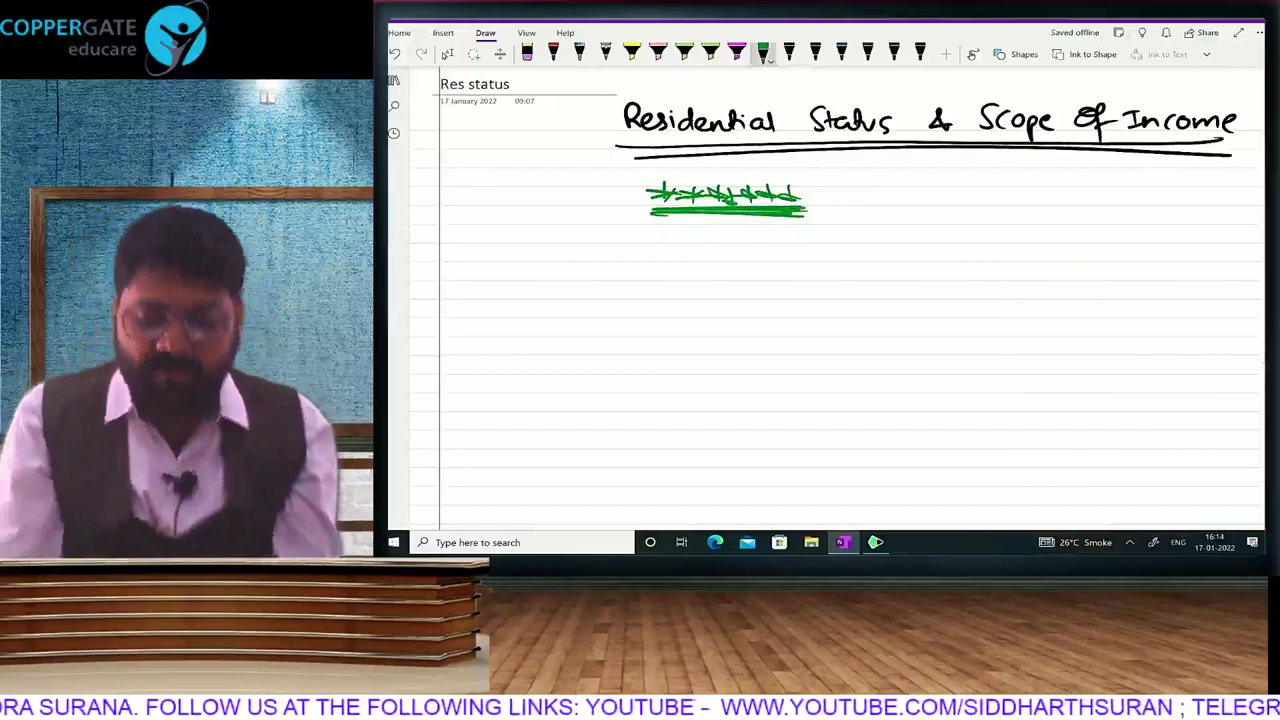 COPPERGATE
educare
Home Insert Draw View Help
Saved offline
Share
Shapes
Ink to Shape
Ink to Text
Res status
17 January 2022 09:07
Residential Status & Scope Of Income
Type here to search
26°C Smoke
ENG
16:14
17-01-2022
ORA SURANA. FOLLOW US AT THE FOLLOWING LINKS: YOUTUBE - WWW.YOUTUBE.COM/SIDDHARTHSURAN ; TELEGR